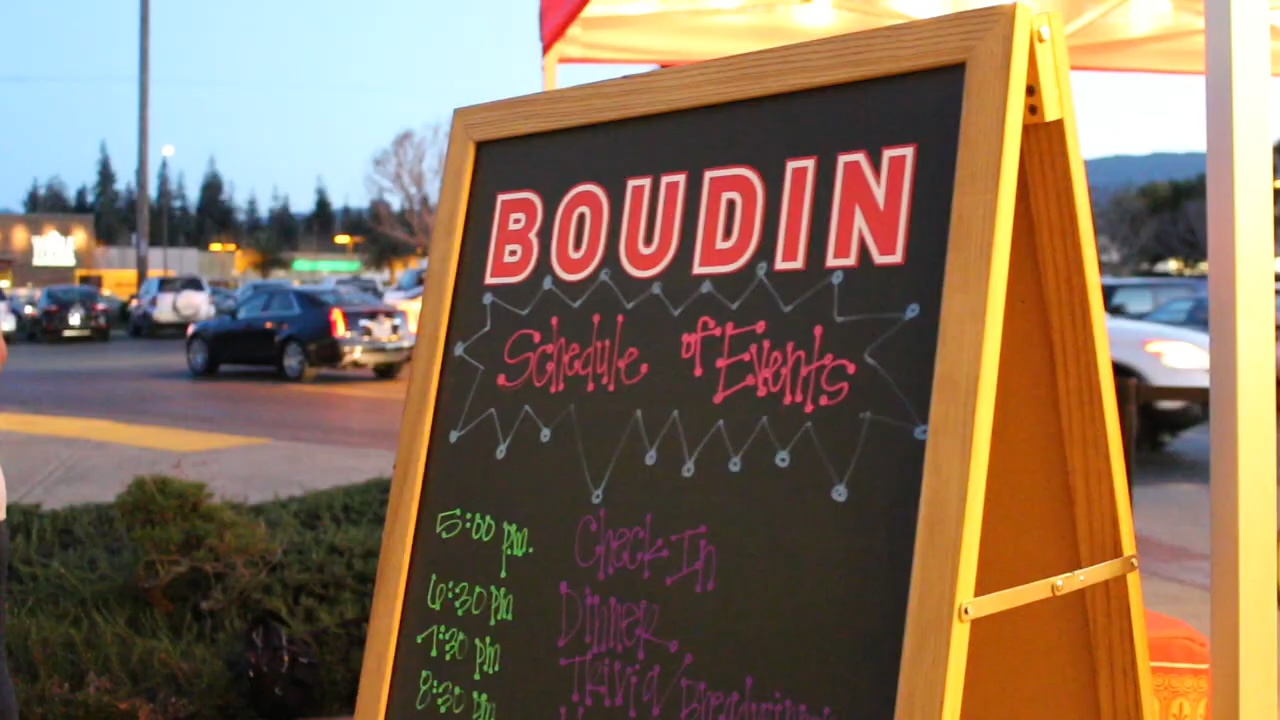 BOUDIN
Schedule of Events
5:00 p.m. Check-In
6:30 pm Dinner
7:30 pm Trivia/
8:30 pm